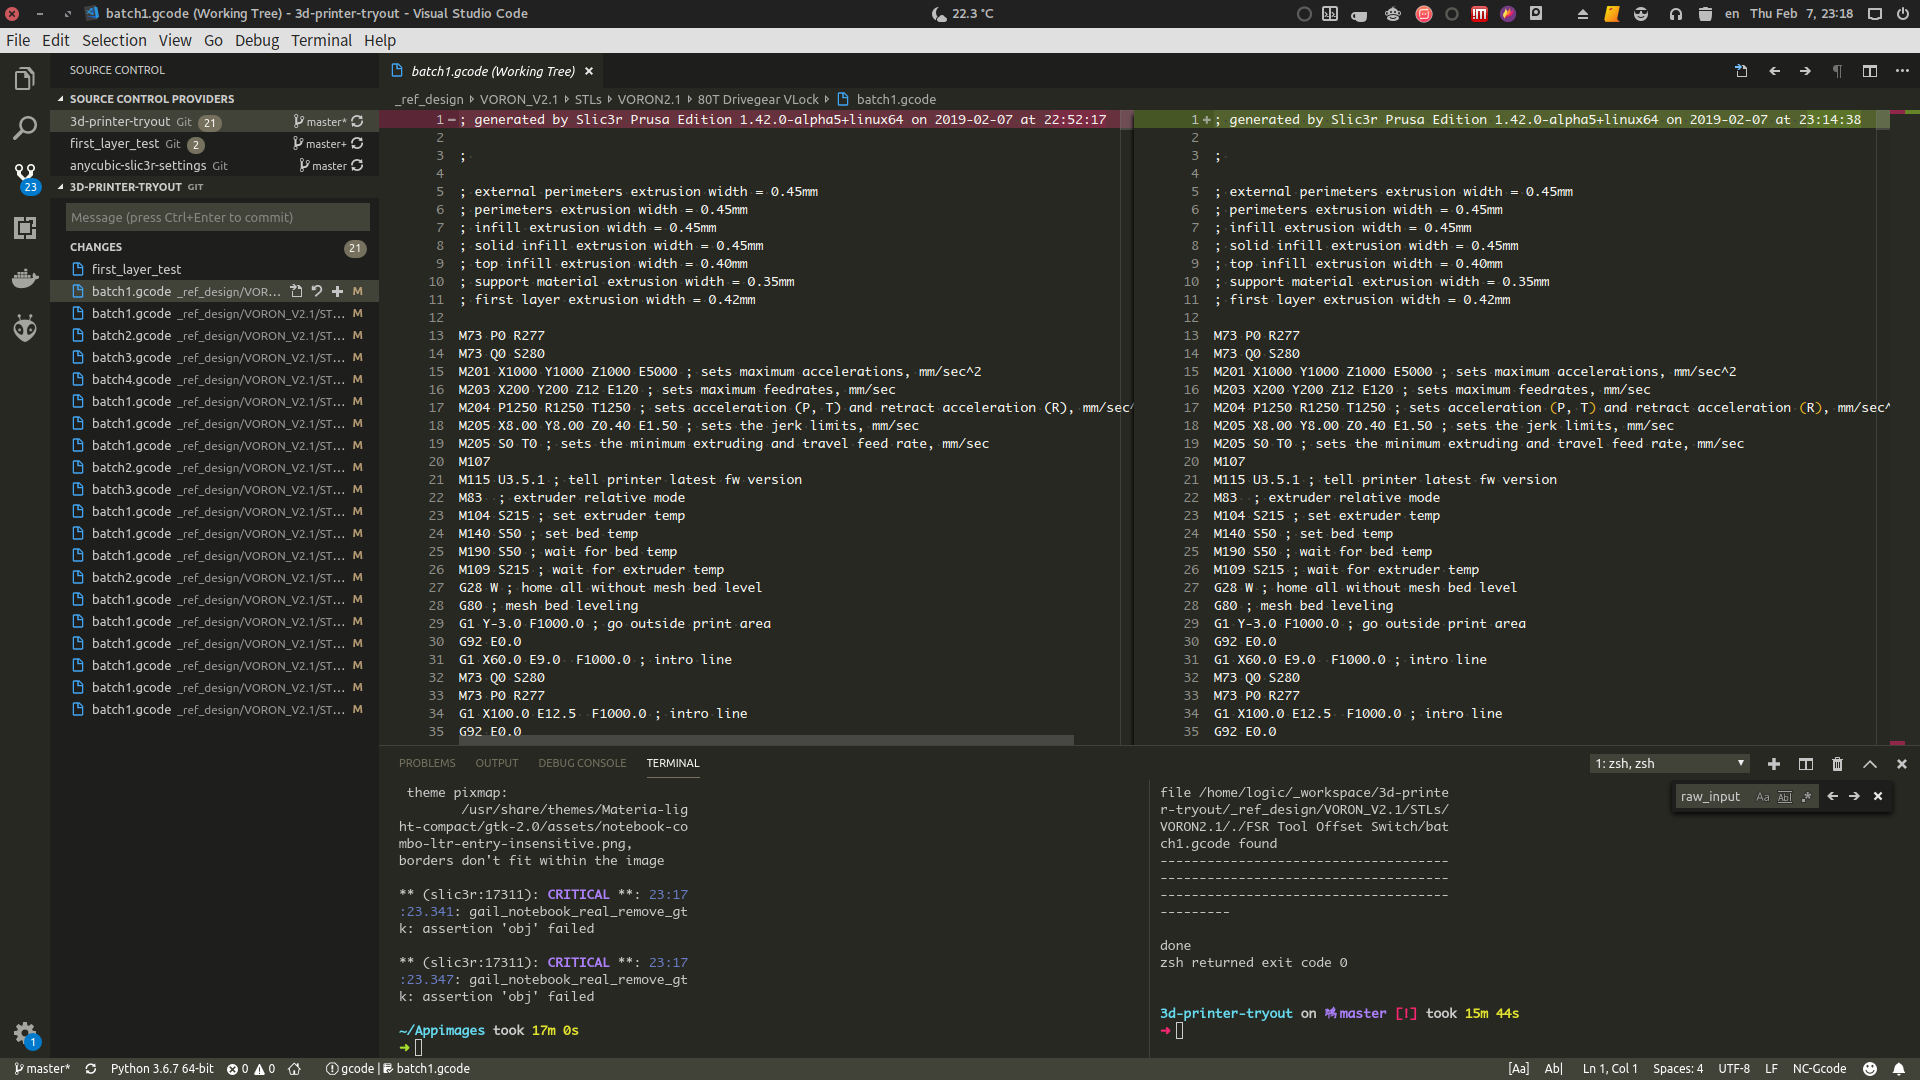 batch1.gcode (Working Tree) - 3d-printer-tryout - Visual Studio Code
22.3 °C
en Thu Feb 7, 23:18
File Edit Selection View Go Debug Terminal Help
SOURCE CONTROL
SOURCE CONTROL PROVIDERS
3d-printer-tryout Git 21 master*
first_layer_test Git 2 master+
anycubic-slic3r-settings Git master
23
3D-PRINTER-TRYOUT GIT
Message (press Ctrl+Enter to commit)
CHANGES 21
first_layer_test
batch1.gcode _ref_design/VOR... M
batch1.gcode _ref_design/VORON_V2.1/ST... M
batch2.gcode _ref_design/VORON_V2.1/ST... M
batch3.gcode _ref_design/VORON_V2.1/ST... M
batch4.gcode _ref_design/VORON_V2.1/ST... M
batch1.gcode _ref_design/VORON_V2.1/ST... M
batch1.gcode _ref_design/VORON_V2.1/ST... M
batch1.gcode _ref_design/VORON_V2.1/ST... M
batch2.gcode _ref_design/VORON_V2.1/ST... M
batch3.gcode _ref_design/VORON_V2.1/ST... M
batch1.gcode _ref_design/VORON_V2.1/ST... M
batch1.gcode _ref_design/VORON_V2.1/ST... M
batch1.gcode _ref_design/VORON_V2.1/ST... M
batch2.gcode _ref_design/VORON_V2.1/ST... M
batch1.gcode _ref_design/VORON_V2.1/ST... M
batch1.gcode _ref_design/VORON_V2.1/ST... M
batch1.gcode _ref_design/VORON_V2.1/ST... M
batch1.gcode _ref_design/VORON_V2.1/ST... M
batch1.gcode _ref_design/VORON_V2.1/ST... M
batch1.gcode _ref_design/VORON_V2.1/ST... M
1
batch1.gcode (Working Tree)
_ref_design VORON_V2.1 STLs VORON2.1 80T Drivegear VLock batch1.gcode
1 - ; generated by Slic3r Prusa Edition 1.42.0-alpha5+linux64 on 2019-02-07 at 22:52:17
2
3 ;
4
5 ; external perimeters extrusion width = 0.45mm
6 ; perimeters extrusion width = 0.45mm
7 ; infill extrusion width = 0.45mm
8 ; solid infill extrusion width = 0.45mm
9 ; top infill extrusion width = 0.40mm
10 ; support material extrusion width = 0.35mm
11 ; first layer extrusion width = 0.42mm
12
13 M73 P0 R277
14 M73 Q0 S280
15 M201 X1000 Y1000 Z1000 E5000 ; sets maximum accelerations, mm/sec^2
16 M203 X200 Y200 Z12 E120 ; sets maximum feedrates, mm/sec
17 M204 P1250 R1250 T1250 ; sets acceleration (P, T) and retract acceleration (R), mm/sec^
18 M205 X8.00 Y8.00 Z0.40 E1.50 ; sets the jerk limits, mm/sec
19 M205 S0 T0 ; sets the minimum extruding and travel feed rate, mm/sec
20 M107
21 M115 U3.5.1 ; tell printer latest fw version
22 M83  ; extruder relative mode
23 M104 S215 ; set extruder temp
24 M140 S50 ; set bed temp
25 M190 S50 ; wait for bed temp
26 M109 S215 ; wait for extruder temp
27 G28 W ; home all without mesh bed level
28 G80 ; mesh bed leveling
29 G1 Y-3.0 F1000.0 ; go outside print area
30 G92 E0.0
31 G1 X60.0 E9.0  F1000.0 ; intro line
32 M73 Q0 S280
33 M73 P0 R277
34 G1 X100.0 E12.5  F1000.0 ; intro line
35 G92 E0.0
1 + ; generated by Slic3r Prusa Edition 1.42.0-alpha5+linux64 on 2019-02-07 at 23:14:38
2
3 ;
4
5 ; external perimeters extrusion width = 0.45mm
6 ; perimeters extrusion width = 0.45mm
7 ; infill extrusion width = 0.45mm
8 ; solid infill extrusion width = 0.45mm
9 ; top infill extrusion width = 0.40mm
10 ; support material extrusion width = 0.35mm
11 ; first layer extrusion width = 0.42mm
12
13 M73 P0 R277
14 M73 Q0 S280
15 M201 X1000 Y1000 Z1000 E5000 ; sets maximum accelerations, mm/sec^2
16 M203 X200 Y200 Z12 E120 ; sets maximum feedrates, mm/sec
17 M204 P1250 R1250 T1250 ; sets acceleration (P, T) and retract acceleration (R), mm/sec^
18 M205 X8.00 Y8.00 Z0.40 E1.50 ; sets the jerk limits, mm/sec
19 M205 S0 T0 ; sets the minimum extruding and travel feed rate, mm/sec
20 M107
21 M115 U3.5.1 ; tell printer latest fw version
22 M83  ; extruder relative mode
23 M104 S215 ; set extruder temp
24 M140 S50 ; set bed temp
25 M190 S50 ; wait for bed temp
26 M109 S215 ; wait for extruder temp
27 G28 W ; home all without mesh bed level
28 G80 ; mesh bed leveling
29 G1 Y-3.0 F1000.0 ; go outside print area
30 G92 E0.0
31 G1 X60.0 E9.0  F1000.0 ; intro line
32 M73 Q0 S280
33 M73 P0 R277
34 G1 X100.0 E12.5  F1000.0 ; intro line
35 G92 E0.0
PROBLEMS OUTPUT DEBUG CONSOLE TERMINAL
1: zsh, zsh
raw_input Aa Abl .*
theme pixmap:
/usr/share/themes/Materia-lig
ht-compact/gtk-2.0/assets/notebook-co
mbo-ltr-entry-insensitive.png,
borders don't fit within the image
** (slic3r:17311): CRITICAL **: 23:17
:23.341: gail_notebook_real_remove_gt
k: assertion 'obj' failed
** (slic3r:17311): CRITICAL **: 23:17
:23.347: gail_notebook_real_remove_gt
k: assertion 'obj' failed
~/Appimages took 17m 0s
➜
file /home/logic/_workspace/3d-printe
r-tryout/_ref_design/VORON_V2.1/STLs/
VORON2.1/./FSR Tool Offset Switch/bat
ch1.gcode found
-------------------------------------
-------------------------------------
-------------------------------------
---------
done
zsh returned exit code 0
3d-printer-tryout on master [!] took 15m 44s
➜
master* Python 3.6.7 64-bit 0 0 gcode | batch1.gcode
[Aa] Ab| Ln 1, Col 1 Spaces: 4 UTF-8 LF NC-Gcode